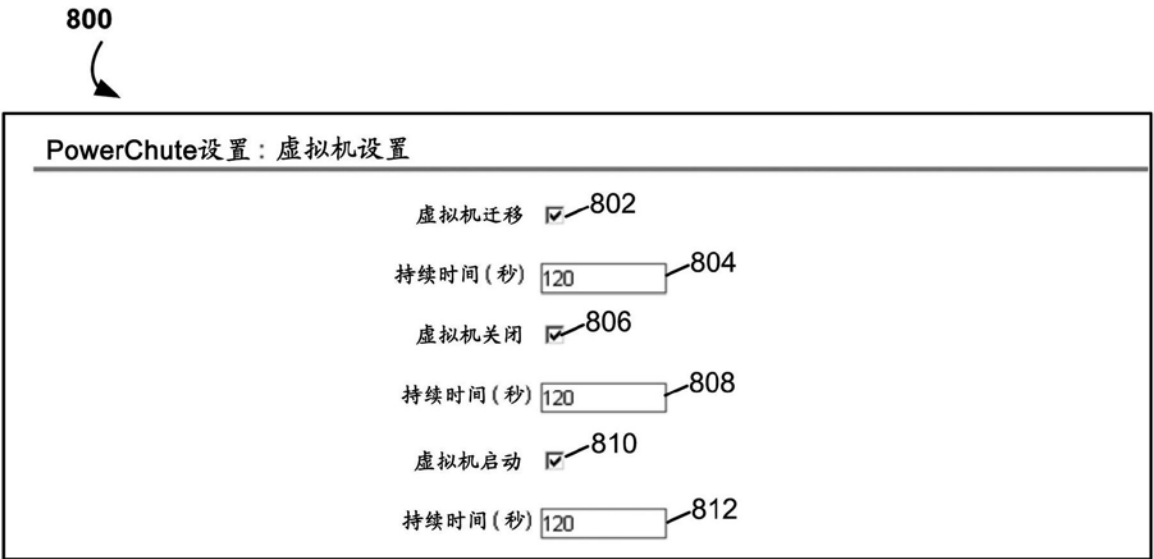 800
PowerChute设置：虚拟机设置
虚拟机迁移 802
持续时间(秒) 120 804
虚拟机关闭 806
持续时间(秒) 120 808
虚拟机启动 810
持续时间(秒) 120 812